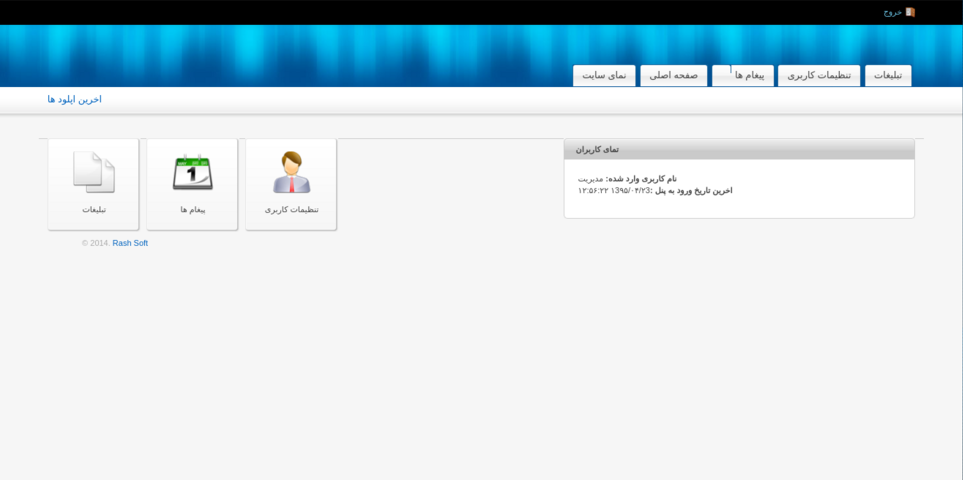 خروج
تبلیغات
تنظیمات کاربری
پیغام ها
صفحه اصلی
نمای سایت
اخرین اپلود ها
نمای کاربران
نام کاربری وارد شده: مدیریت
اخرین تاریخ ورود به پنل :۱۳۹۵/۰۴/23 ۱۲:۵۶:۲۲
تنظیمات کاربری
پیغام ها
1
تبلیغات
© 2014. Rash Soft